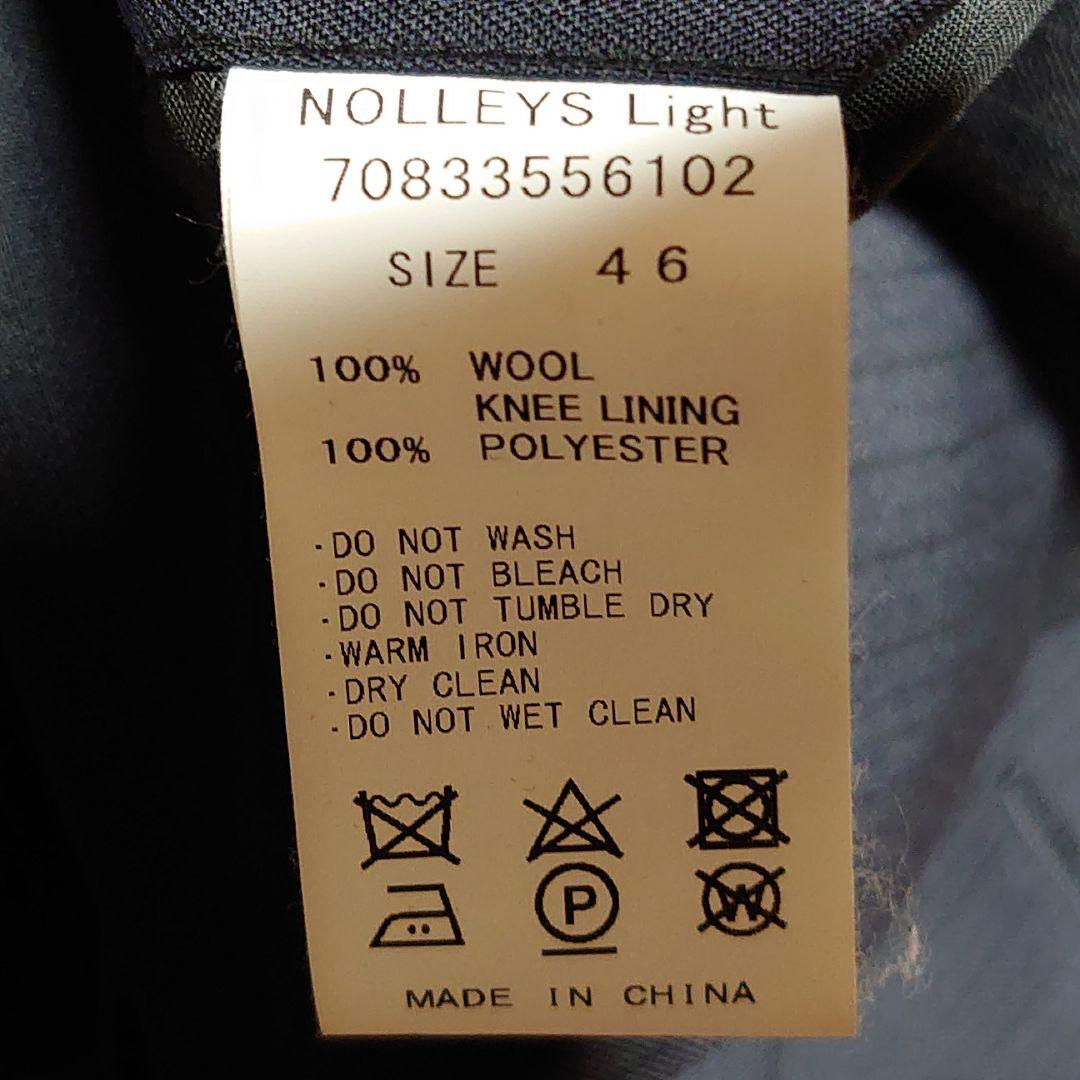 NOLLEYS Light
70833556102
SIZE 46
100% WOOL
KNEE LINING
100% POLYESTER
·DO NOT WASH
·DO NOT BLEACH
·DO NOT TUMBLE DRY
·WARM IRON
·DRY CLEAN
·DO NOT WET CLEAN
P W
MADE IN CHINA